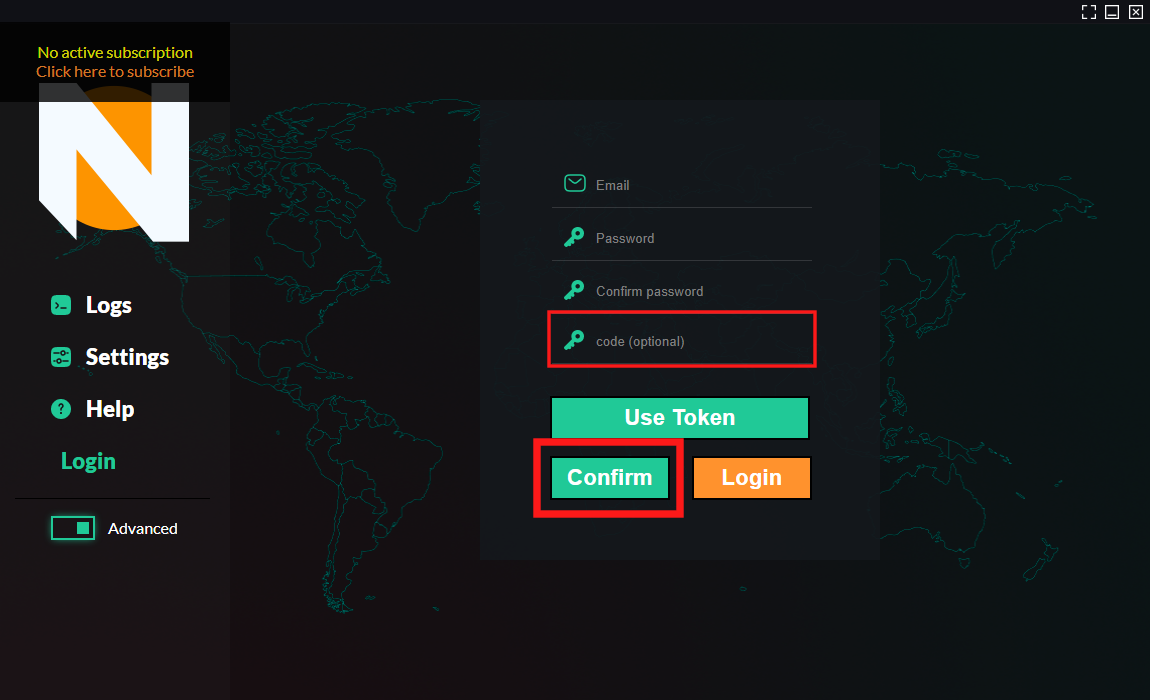 No active subscription
Click here to subscribe
Logs
Settings
Help
Login
Advanced
Email
Password
Confirm password
code (optional)
Use Token
Confirm
Login